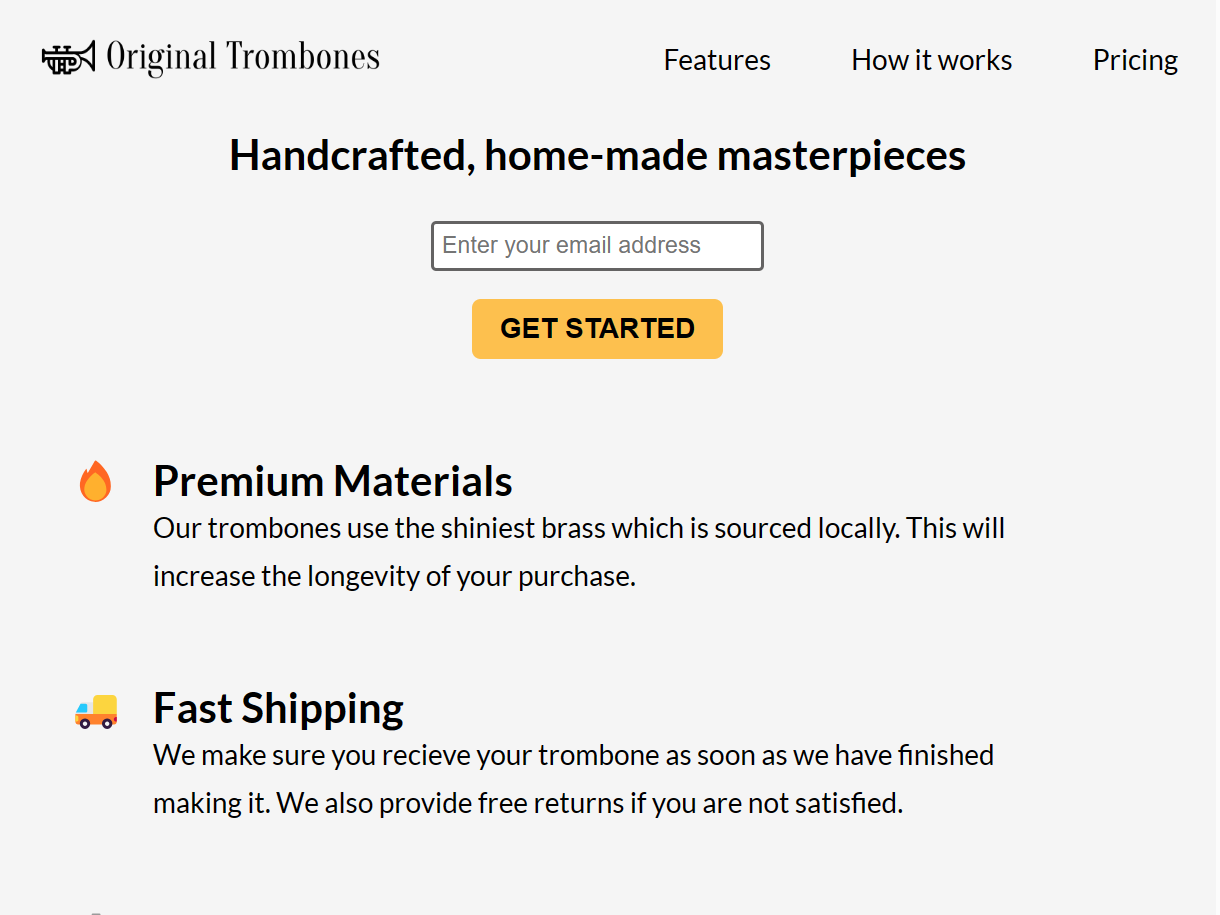 Original Trombones
Features
How it works
Pricing
Handcrafted, home-made masterpieces
Enter your email address
GET STARTED
Premium Materials
Our trombones use the shiniest brass which is sourced locally. This will
increase the longevity of your purchase.
Fast Shipping
We make sure you recieve your trombone as soon as we have finished
making it. We also provide free returns if you are not satisfied.